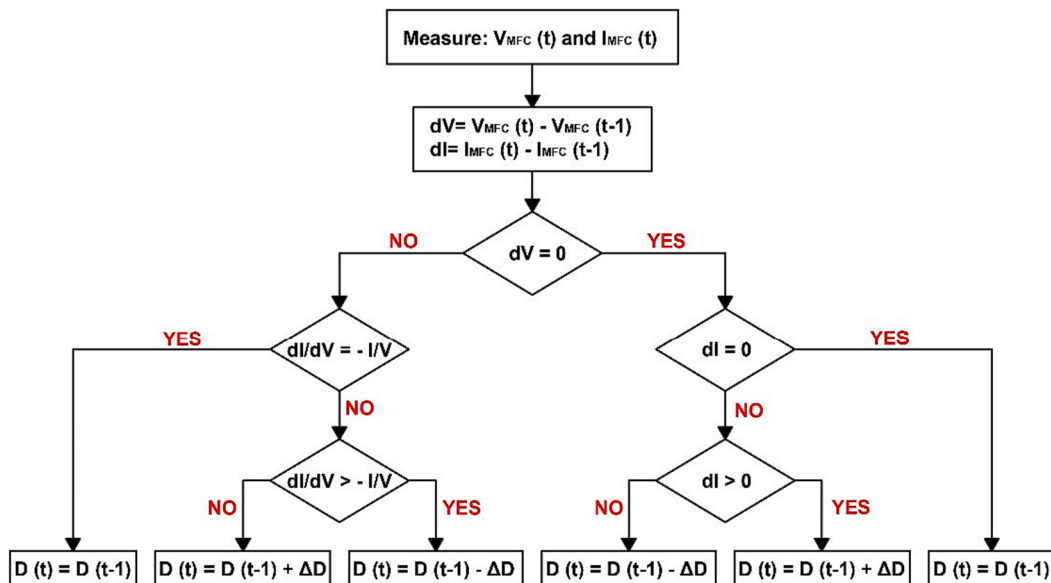 Measure: VMFC (t) and IMFC (t)
dV= VMFC (t) - VMFC (t-1)
dI= IMFC (t) - IMFC (t-1)
NO
YES
dV = 0
YES
dI/dV = - I/V
dI = 0
YES
NO
NO
dI/dV > - I/V
dI > 0
NO
YES
NO
YES
D (t) = D (t-1)
D (t) = D (t-1) + ΔD
D (t) = D (t-1) - ΔD
D (t) = D (t-1) - ΔD
D (t) = D (t-1) + ΔD
D (t) = D (t-1)